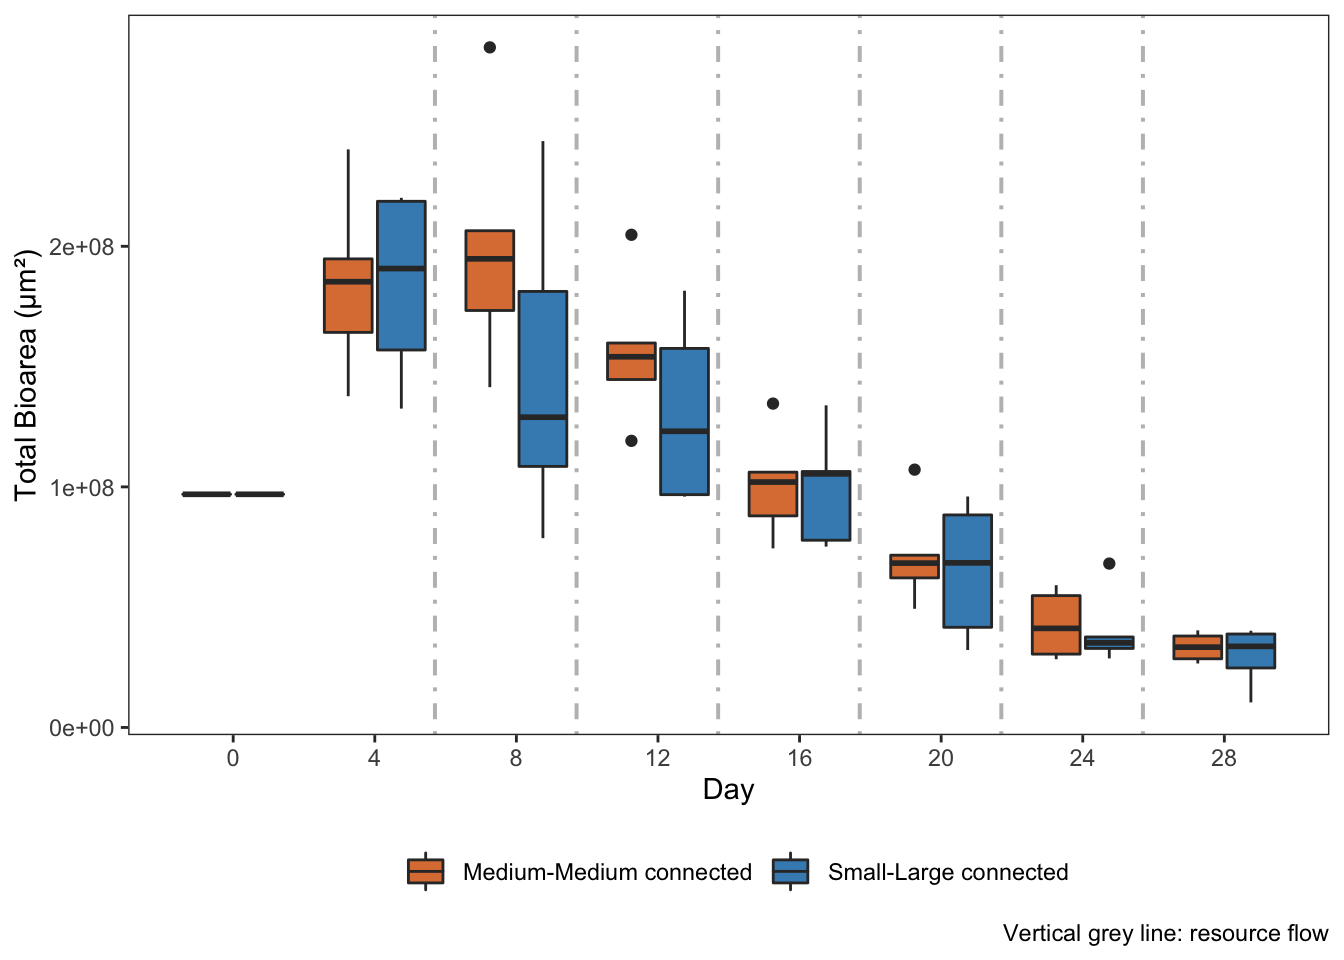 Total Bioarea (μm²)
2e+08
1e+08
0e+00
0 4 8 12 16 20 24 28
Day
Medium-Medium connected Small-Large connected
Vertical grey line: resource flow